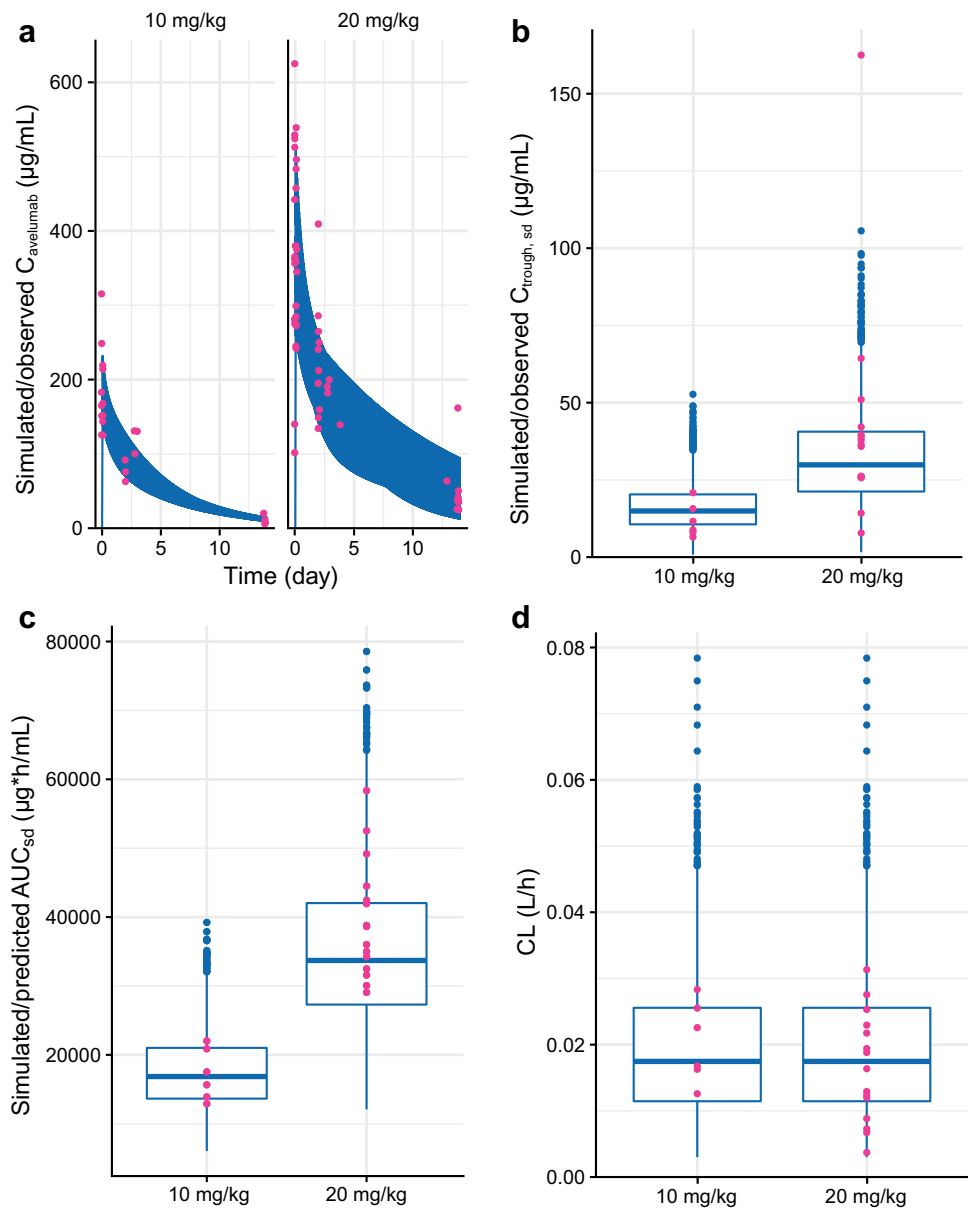 a
10 mg/kg
20 mg/kg
Simulated/observed C_avelumab (µg/mL)
600
400
200
0
0
5
10
0
5
10
Time (day)
b
Simulated/observed C_trough, sd (µg/mL)
150
100
50
0
10 mg/kg
20 mg/kg
c
Simulated/predicted AUC_sd (µg*h/mL)
80000
60000
40000
20000
10 mg/kg
20 mg/kg
d
CL (L/h)
0.08
0.06
0.04
0.02
0.00
10 mg/kg
20 mg/kg